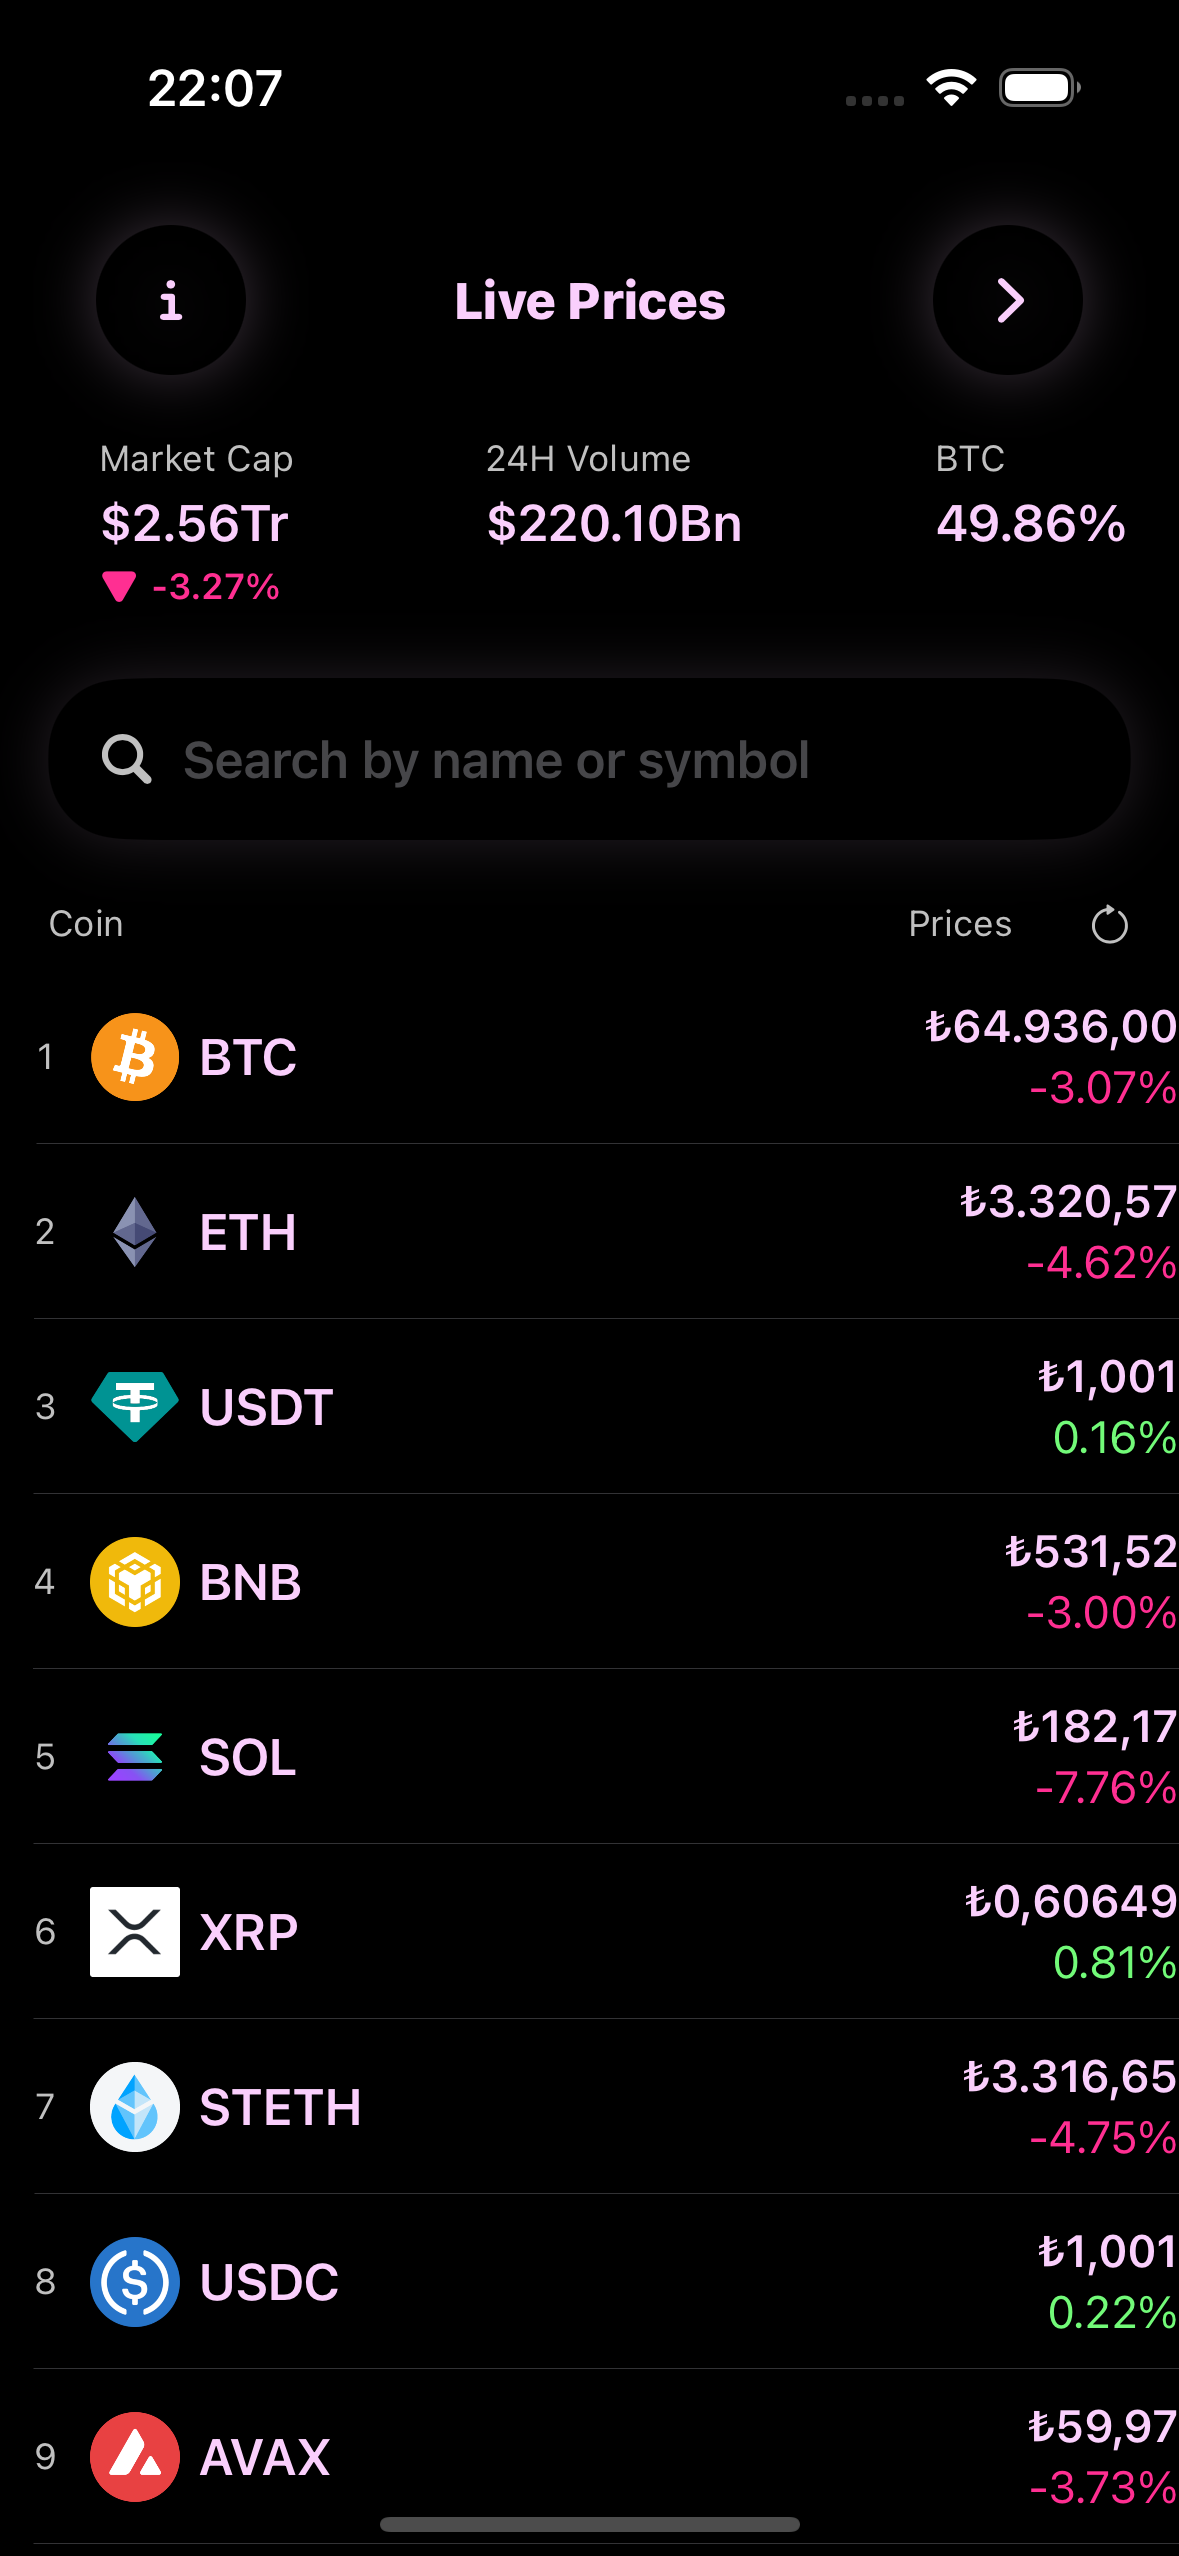 22:07
i
Live Prices
Market Cap
24H Volume
BTC
$2.56Tr
$220.10Bn
49.86%
-3.27%
Search by name or symbol
Coin
Prices
1
BTC
₺64.936,00
-3.07%
2
ETH
₺3.320,57
-4.62%
3
USDT
₺1,001
0.16%
4
BNB
₺531,52
-3.00%
5
SOL
₺182,17
-7.76%
6
XRP
₺0,60649
0.81%
7
STETH
₺3.316,65
-4.75%
8
USDC
₺1,001
0.22%
9
AVAX
₺59,97
-3.73%